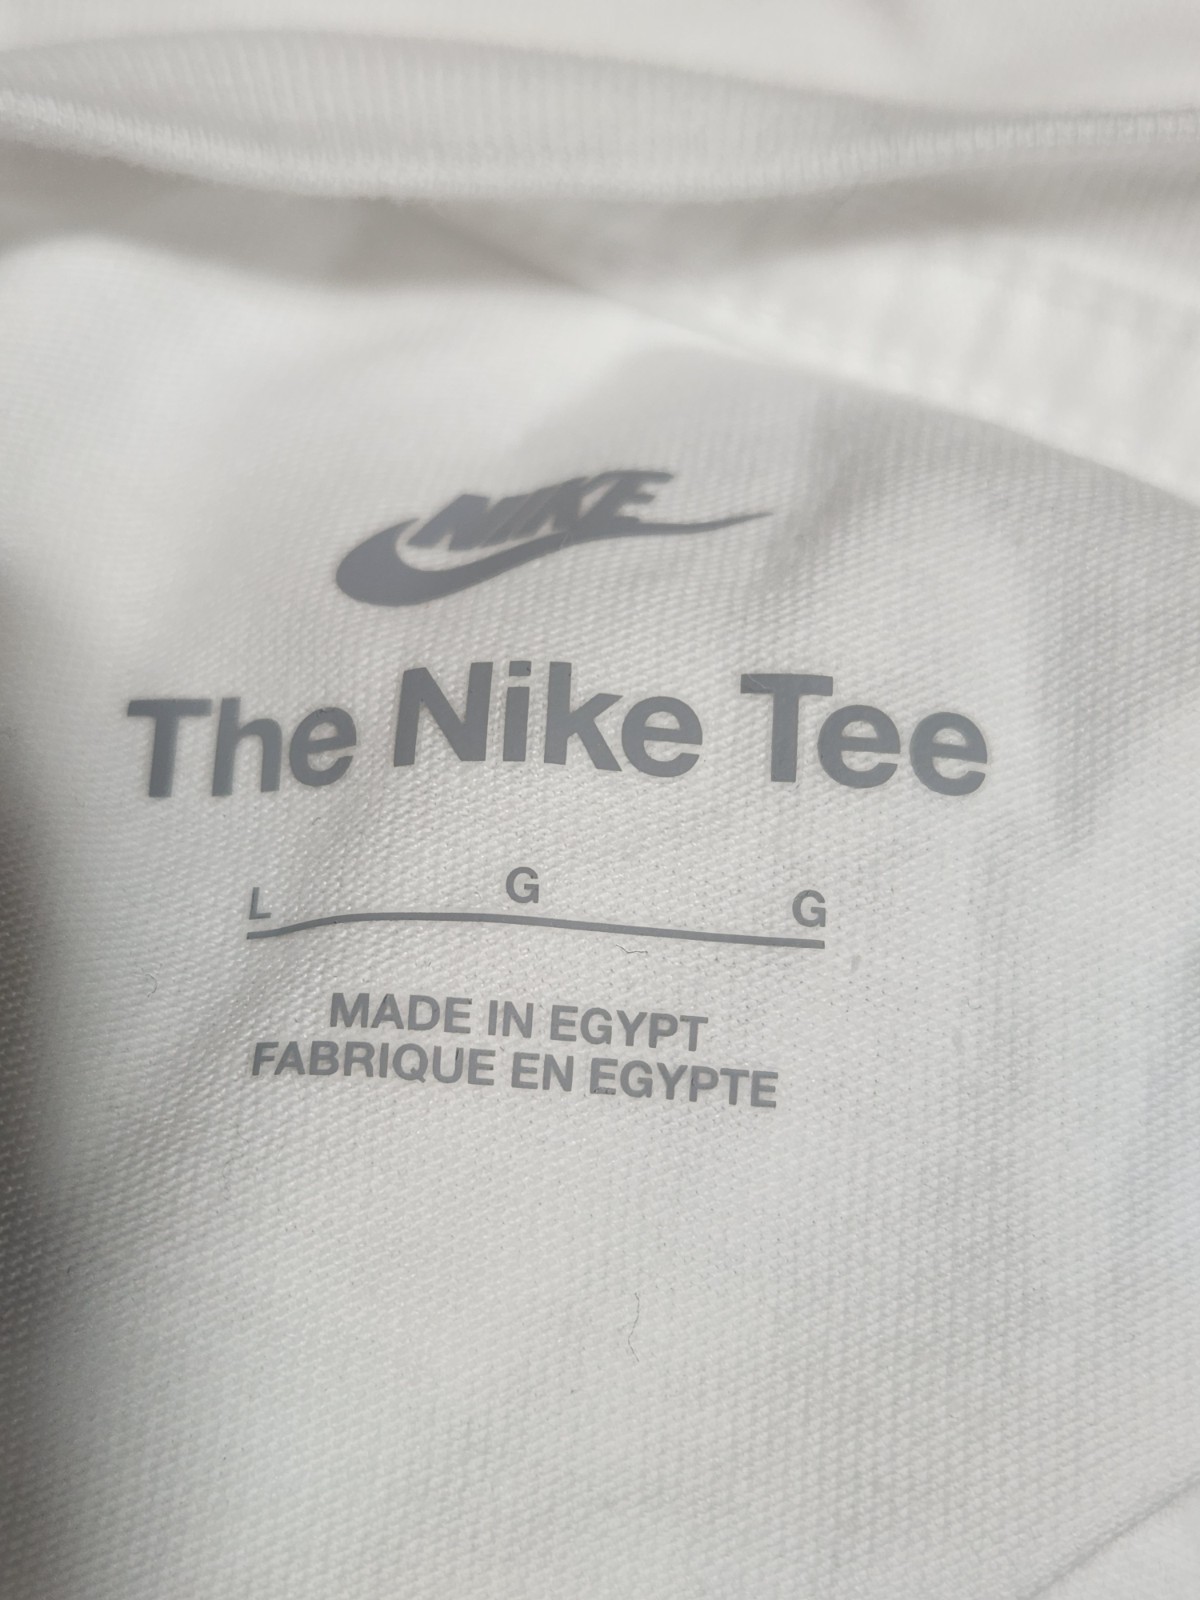 NIKE
The Nike Tee
L G G
MADE IN EGYPT
FABRIQUE EN EGYPTE